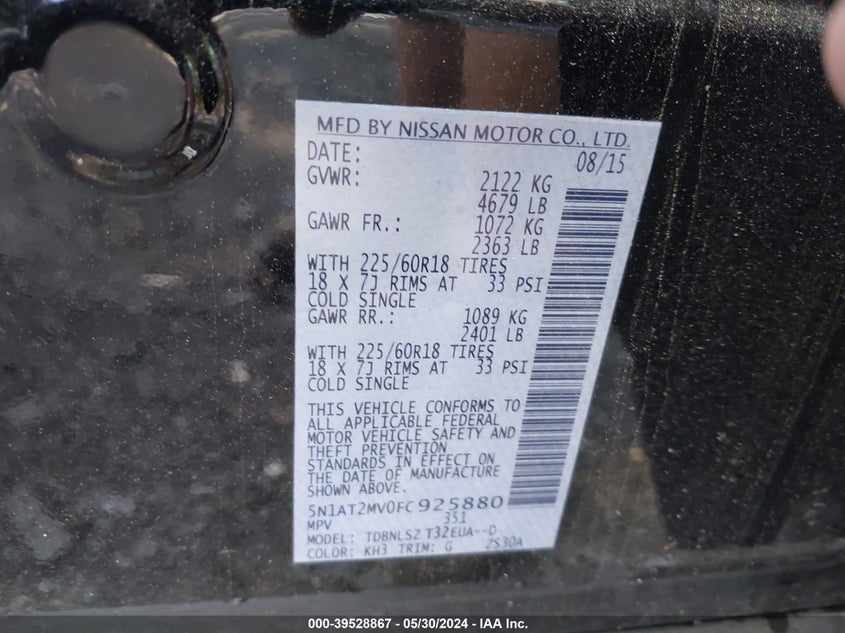 MFD BY NISSAN MOTOR CO., LTD.
DATE: 08/15
GVWR: 2122 KG
4679 LB
GAWR FR.: 1072 KG
2363 LB
WITH 225/60R18 TIRES
18 X 7J RIMS AT 33 PSI
COLD SINGLE
GAWR RR.: 1089 KG
2401 LB
WITH 225/60R18 TIRES
18 X 7J RIMS AT 33 PSI
COLD SINGLE
THIS VEHICLE CONFORMS TO
ALL APPLICABLE FEDERAL
MOTOR VEHICLE SAFETY AND
THEFT PREVENTION
STANDARDS IN EFFECT ON
THE DATE OF MANUFACTURE
SHOWN ABOVE.
5N1AT2MV0FC925880
MPV 351
MODEL: TDBNLSZ T32EUA--D
COLOR: KH3 TRIM: G ZS30A
000-39528867 / 05/30/2024 - IAA Inc.